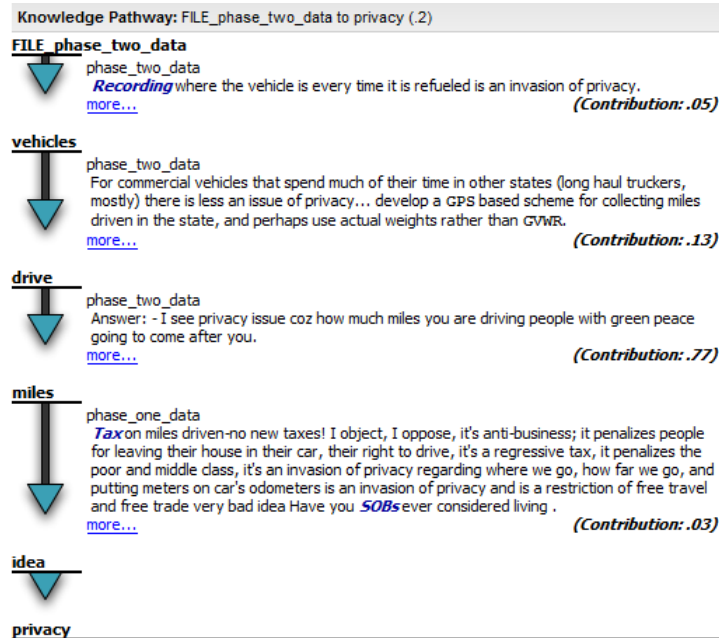 Knowledge Pathway: FILE_phase_two_data to privacy (.2)
FILE_phase_two_data
phase_two_data
Recording where the vehicle is every time it is refueled is an invasion of privacy.
more... (Contribution: .05)
vehicles
phase_two_data
For commercial vehicles that spend much of their time in other states (long haul truckers,
mostly) there is less an issue of privacy... develop a GPS based scheme for collecting miles
driven in the state, and perhaps use actual weights rather than GVWR.
more... (Contribution: .13)
drive
phase_two_data
Answer: - I see privacy issue coz how much miles you are driving people with green peace
going to come after you.
more... (Contribution: .77)
miles
phase_one_data
Tax on miles driven-no new taxes! I object, I oppose, it's anti-business; it penalizes people
for leaving their house in their car, their right to drive, it's a regressive tax, it penalizes the
poor and middle class, it's an invasion of privacy regarding where we go, how far we go, and
putting meters on car's odometers is an invasion of privacy and is a restriction of free travel
and free trade very bad idea Have you SOBs ever considered living .
more... (Contribution: .03)
idea
privacy